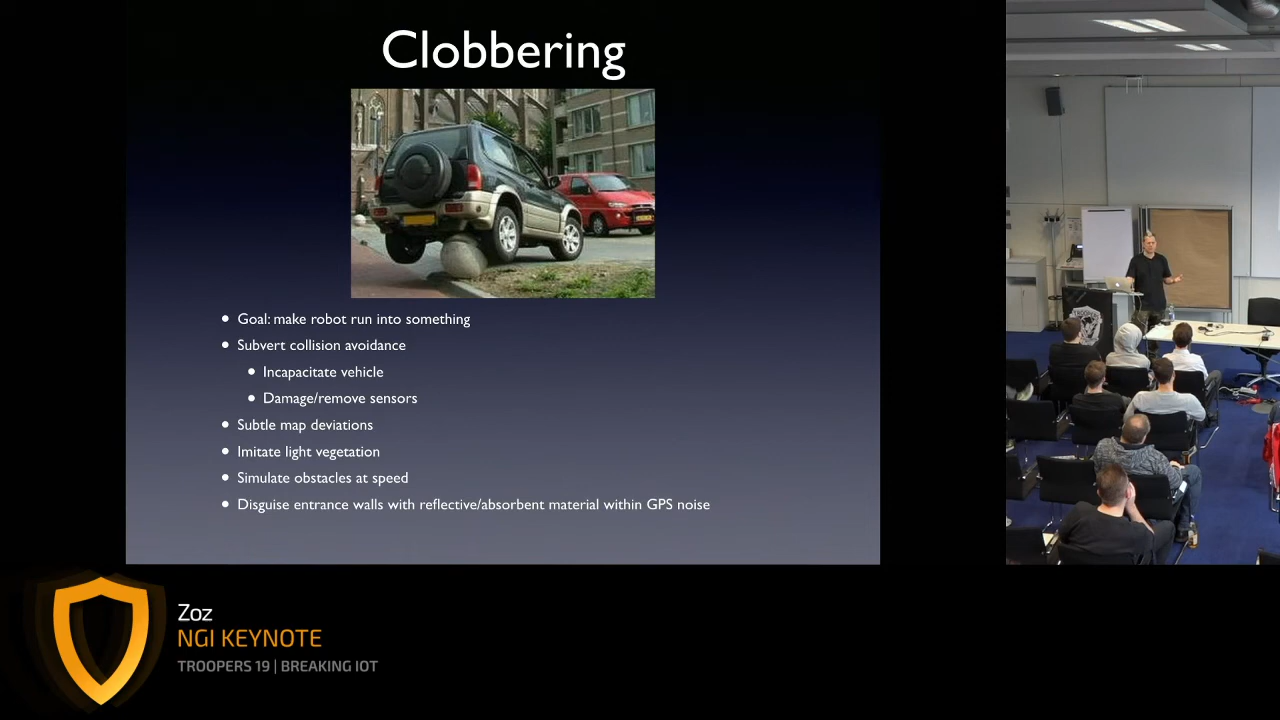 Clobbering
• Goal: make robot run into something
• Subvert collision avoidance
• Incapacitate vehicle
• Damage/remove sensors
• Subtle map deviations
• Imitate light vegetation
• Simulate obstacles at speed
• Disguise entrance walls with reflective/absorbent material within GPS noise
Zoz
NGI KEYNOTE
TROOPERS 19 | BREAKING IOT